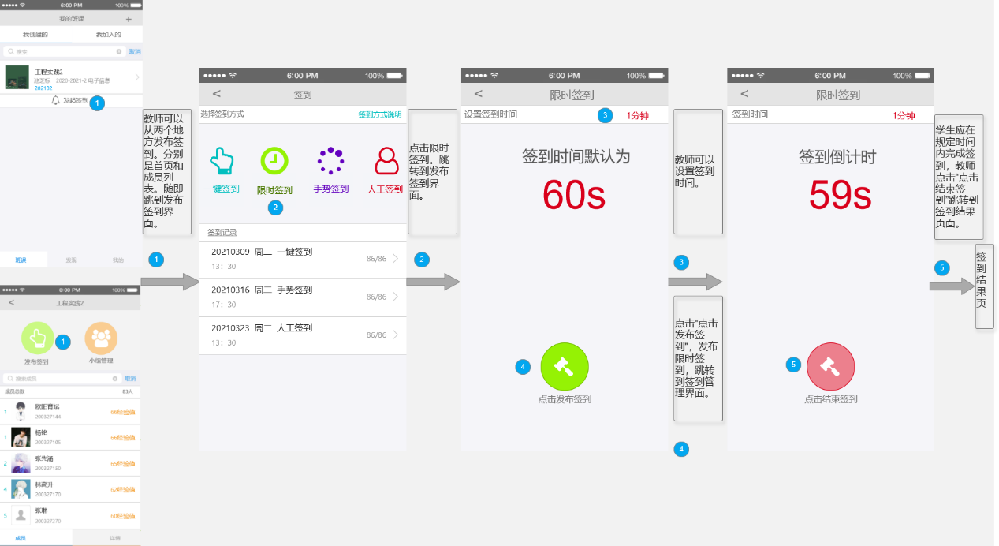 6:00 PM
100%
我的班课
+
我创建的
我加入的
搜索
取消
工程实践2
池芝标 2020-2021-2 电子信息
202102
发起签到
1
班课
发现
我的
教师可以
从两个地
方发布签
到。分别
是首页和
成员列
表。随即
跳到发布
签到界
面。
1
6:00 PM
100%
<
工程实践2
1
发布签到
小组管理
搜索成员
取消
成员总数
83人
1
欧阳育斌
200327144
66经验值
1
杨铭
200327105
66经验值
2
张先涌
200327150
65经验值
4
林高升
200327170
62经验值
5
张琳
200327270
60经验值
成员
详情
6:00 PM
100%
<
签到
选择签到方式
签到方式说明
一键签到
限时签到
手势签到
人工签到
2
签到记录
20210309 周二 一键签到
13: 30
86/86
20210316 周二 手势签到
17: 30
86/86
20210323 周二 人工签到
13: 30
86/86
点击限时
签到。跳
转到发布
签到界
面。
2
6:00 PM
100%
<
限时签到
设置签到时间
3
1分钟
签到时间默认为
60s
4
点击发布签到
教师可以
设置签到
时间。
3
点击“点击
发布签
到”，发布
限时签
到，跳转
到签到管
理界面。
4
6:00 PM
100%
<
限时签到
签到时间
1分钟
签到倒计时
59s
5
点击结束签到
学生应在
规定时间
内完成签
到，教师
点击“点击
结束签
到”跳转到
签到结果
页面。
5
签
到
结
果
页